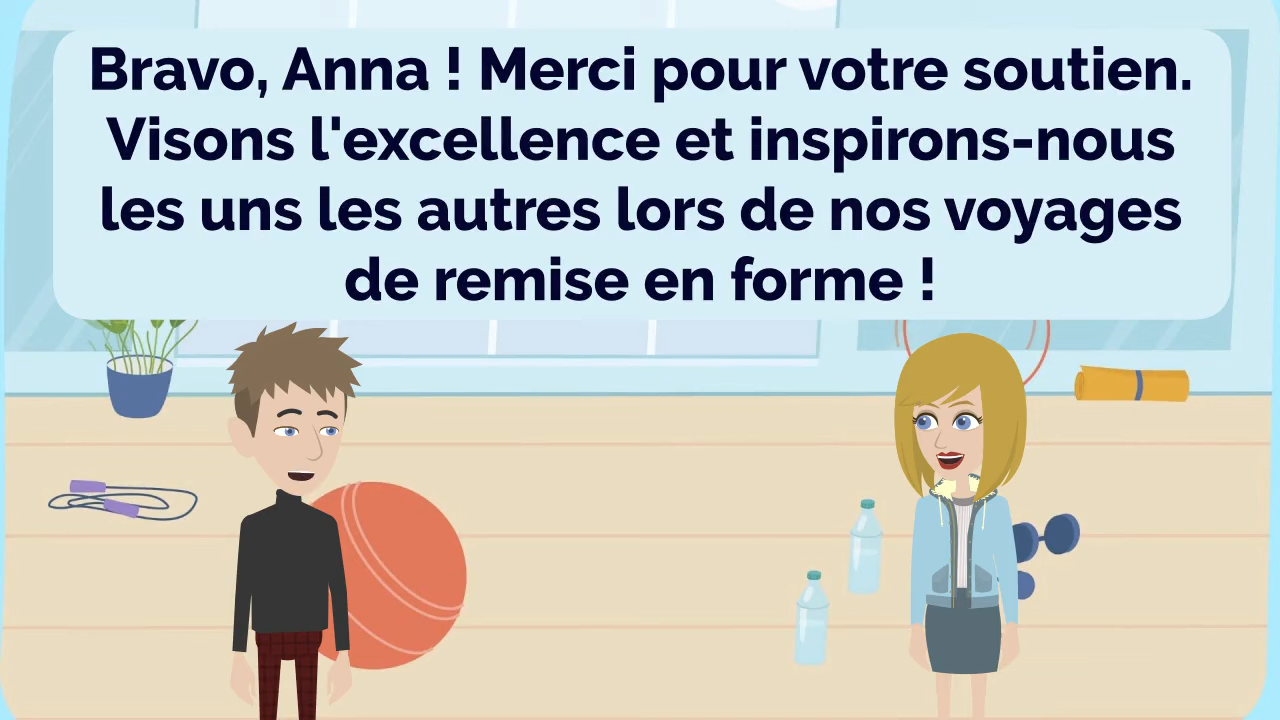 Bravo, Anna ! Merci pour votre soutien.
Visons l'excellence et inspirons-nous
les uns les autres lors de nos voyages
de remise en forme !